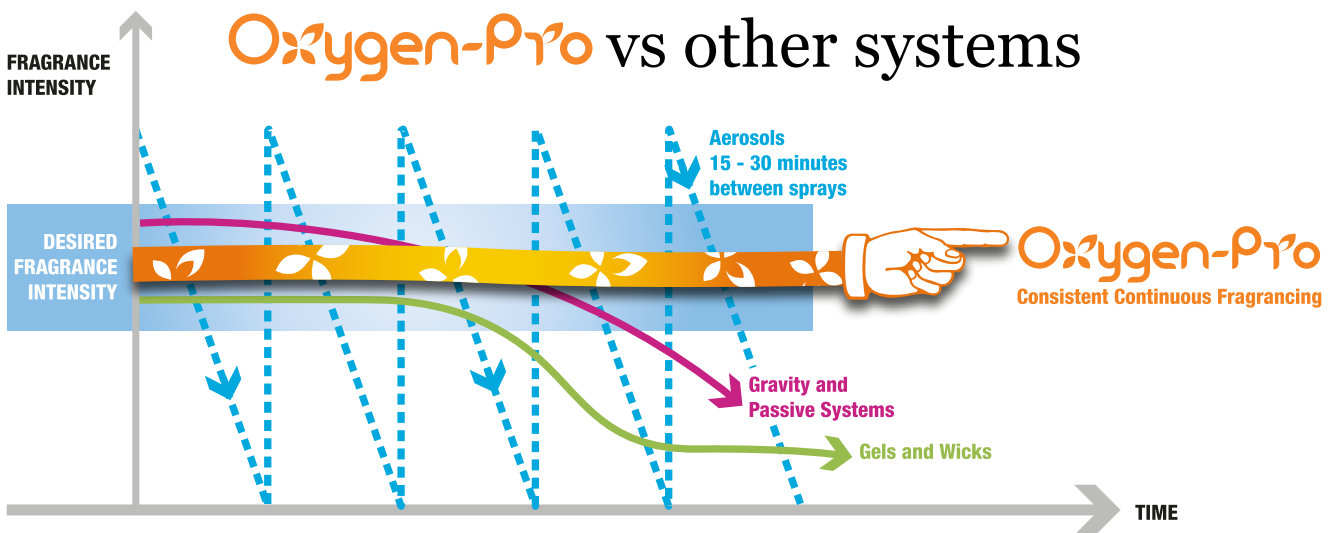 Oxygen-Pro vs other systems
FRAGRANCE
INTENSITY
Aerosols
15 - 30 minutes
between sprays
DESIRED
FRAGRANCE
INTENSITY
Oxygen-Pro
Consistent Continuous Fragrancing
Gravity and
Passive Systems
Gels and Wicks
TIME